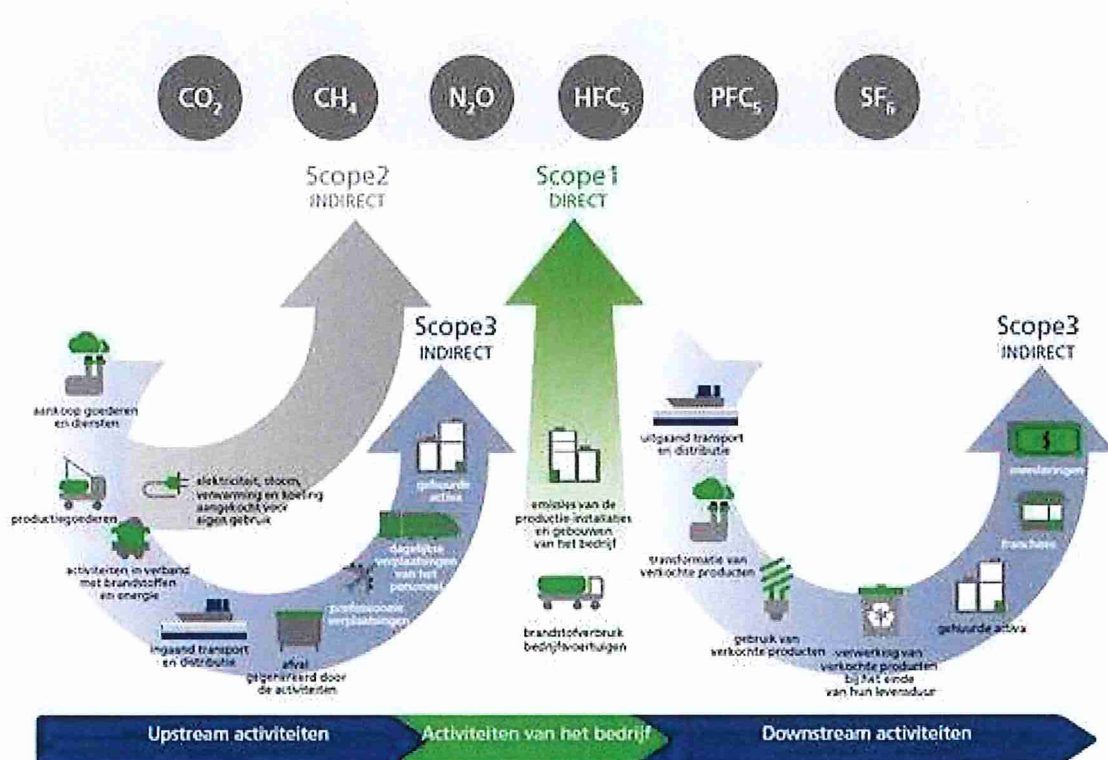 CO₂
CH₄
N₂O
HFC₅
PFC₅
SF₆
Scope2
INDIRECT
Scope1
DIRECT
Scope3
INDIRECT
Scope3
INDIRECT
aankoop goederen
en diensten
productiegoederen
elektriciteit, stoom,
verwarming en koeling
aangekocht voor
eigen gebruik
activiteiten in verband
met brandstoffen
en energie
ingaand transport
en distributie
afval
gegenereerd door
de activiteiten
professionele
verplaatsingen
dagelijkse
verplaatsingen
van het
personeel
gehuurde
activa
emissies van de
productie-installaties
en gebouwen
van het bedrijf
brandstofverbruik
bedrijfsvoertuigen
uitgaand transport
en distributie
transformatie van
verkochte producten
gebruik van
verkochte producten
verwerking van
verkochte producten
bij het einde
van hun levensduur
gehuurde activa
franchises
investeringen
$
Upstream activiteiten
Activiteiten van het bedrijf
Downstream activiteiten